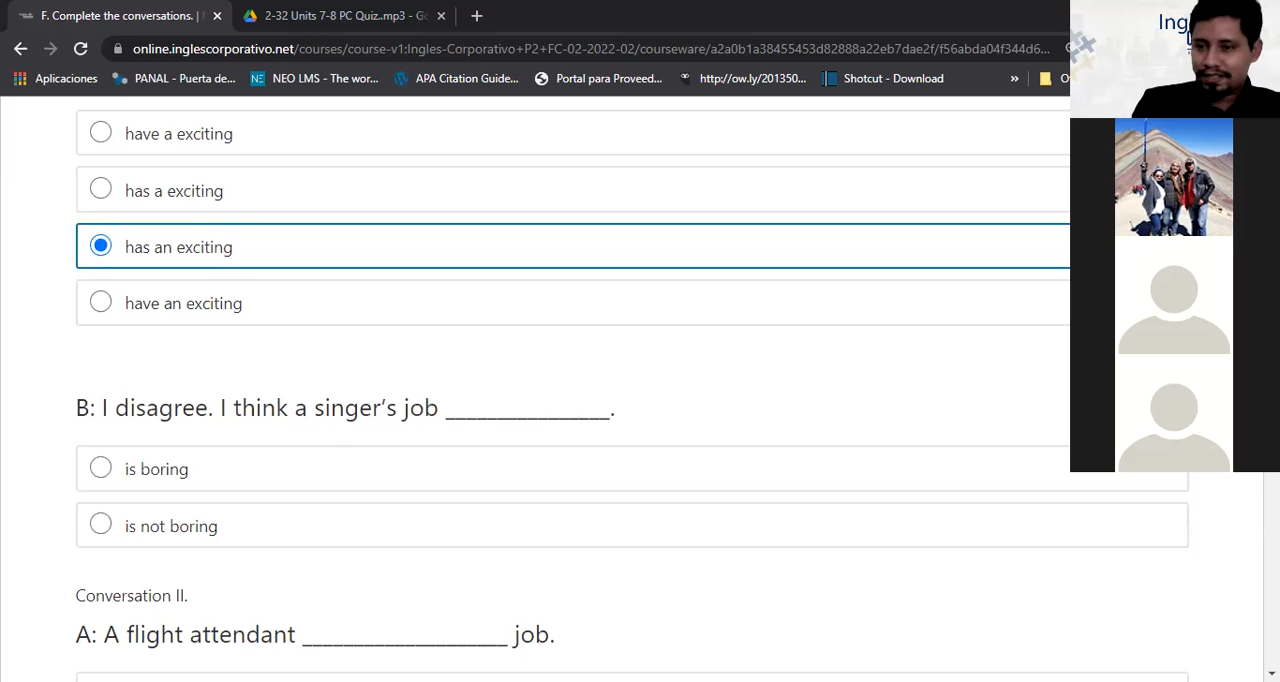 F. Complete the conversations. |
2-32 Units 7-8 PC Quiz..mp3 - Go
online.inglescorporativo.net/courses/course-v1:Ingles-Corporativo+P2+FC-02-2022-02/courseware/a2a0b1a38455453d82888a22eb7dae2f/f56abda04f344d6...
Aplicaciones PANAL - Puerta de... NEO LMS - The wor... APA Citation Guide... Portal para Proveed... http://ow.ly/201350... Shotcut - Download »
have a exciting
has a exciting
has an exciting
have an exciting
B: I disagree. I think a singer’s job _______________.
is boring
is not boring
Conversation II.
A: A flight attendant ___________________ job.